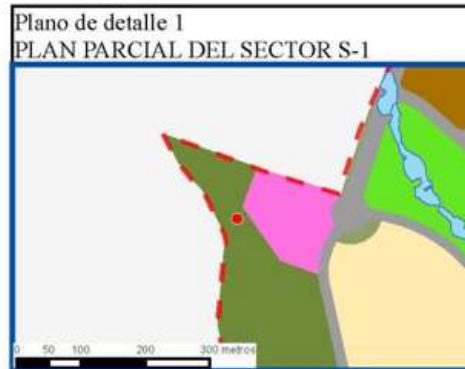 Plano de detalle 1
PLAN PARCIAL DEL SECTOR S-1
0 50 100 200 300 metros